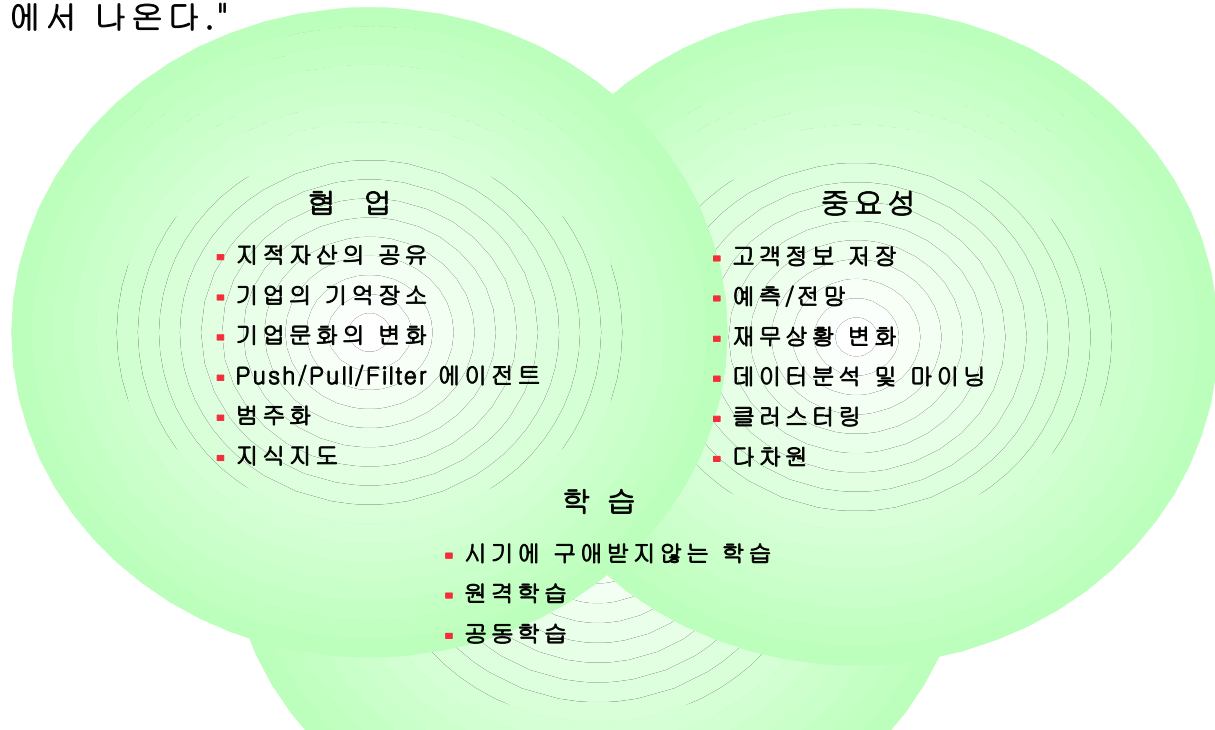 에서 나온다."
협 업
지적자산의 공유
기업의 기억장소
기업문화의 변화
Push/Pull/Filter 에이전트
범주화
지식지도
중요성
고객정보 저장
예측/전망
재무상황 변화
데이터분석 및 마이닝
클러스터링
다차원
학 습
시기에 구애받지않는 학습
원격학습
공동학습